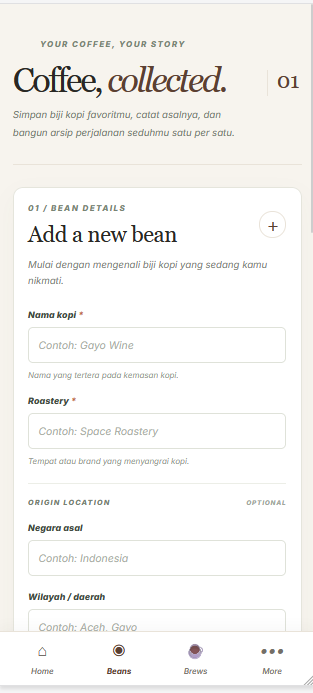 YOUR COFFEE, YOUR STORY
Coffee, collected.
01
Simpan biji kopi favoritmu, catat asalnya, dan
bangun arsip perjalanan seduhmu satu per satu.
01 / BEAN DETAILS
Add a new bean
+
Mulai dengan mengenali biji kopi yang sedang kamu
nikmati.
Nama kopi *
Contoh: Gayo Wine
Nama yang tertera pada kemasan kopi.
Roastery *
Contoh: Space Roastery
Tempat atau brand yang menyangrai kopi.
ORIGIN LOCATION
OPTIONAL
Negara asal
Contoh: Indonesia
Wilayah / daerah
Contoh: Aceh, Gayo
Home
Beans
Brews
More